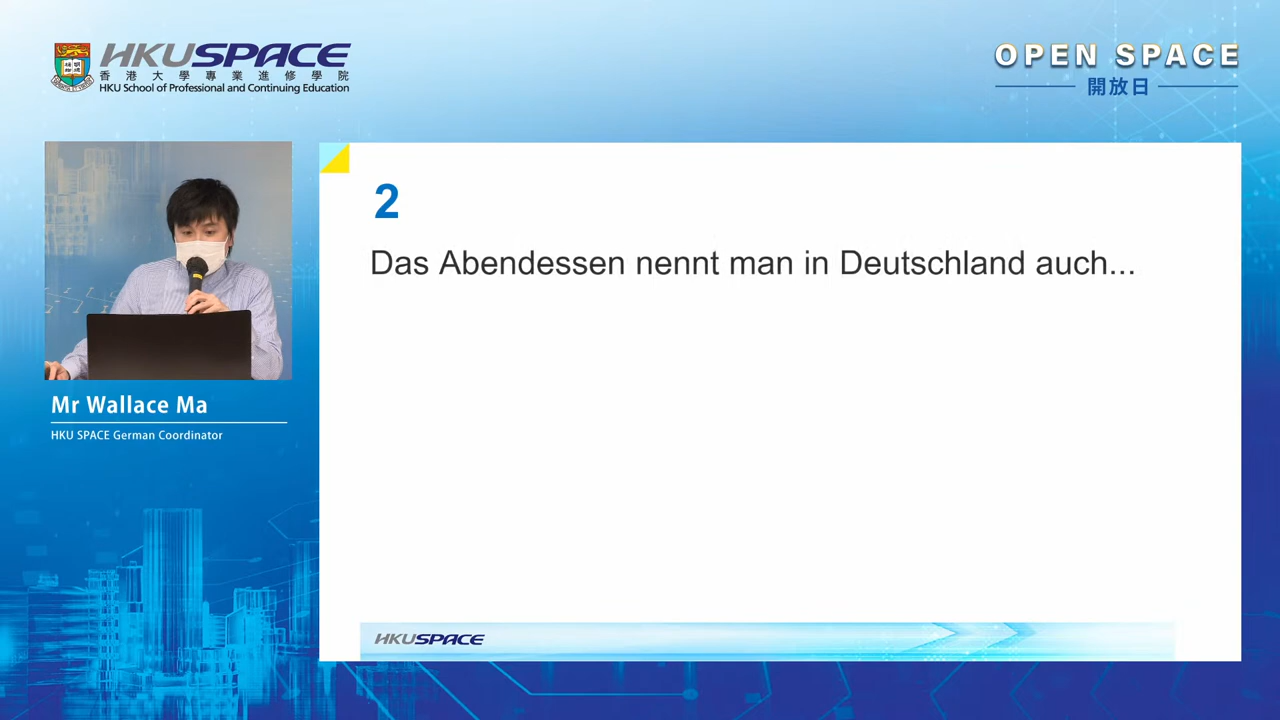 HKUSPACE
香港大學專業進修學院
HKU School of Professional and Continuing Education
OPEN SPACE
開放日
2
Das Abendessen nennt man in Deutschland auch...
Mr Wallace Ma
HKU SPACE German Coordinator
HKUSPACE